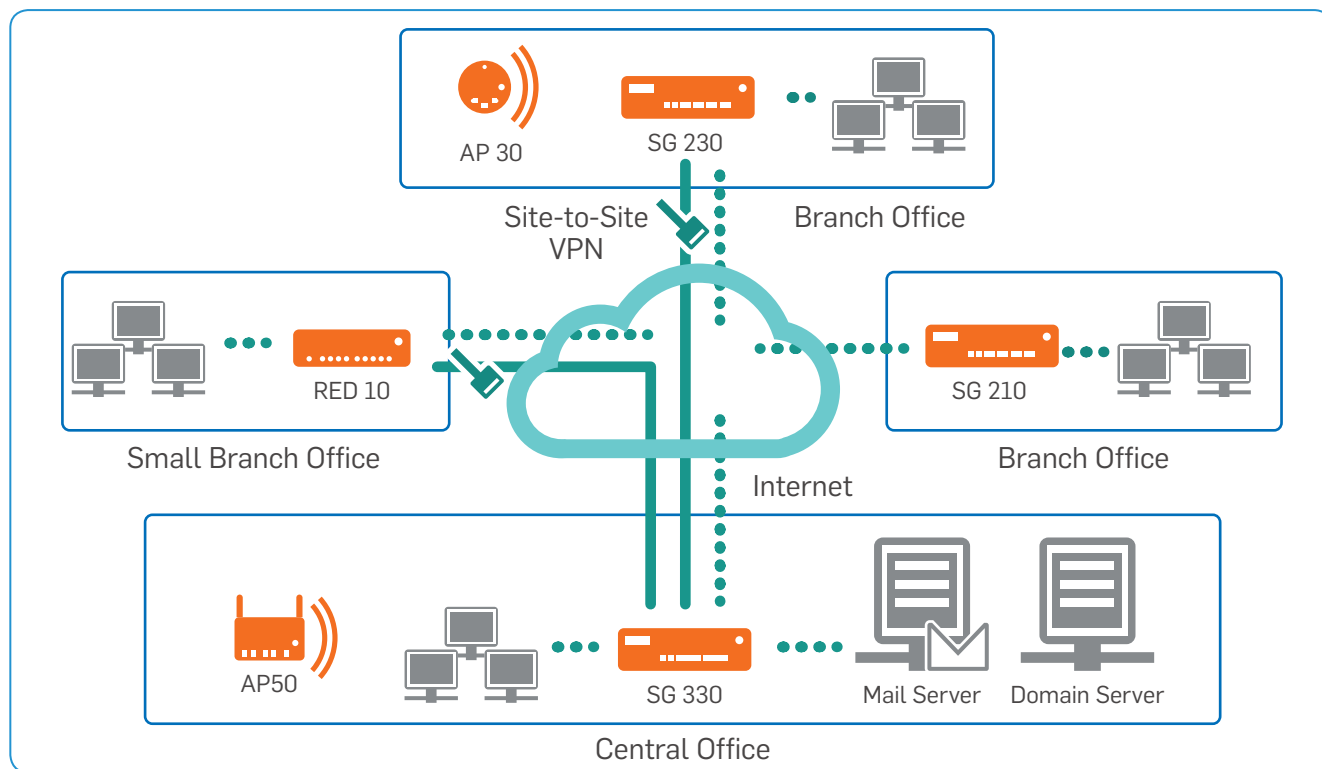 AP 30
SG 230
Site-to-Site
VPN
Branch Office
RED 10
Small Branch Office
SG 210
Branch Office
Internet
AP50
SG 330
Mail Server
Domain Server
Central Office